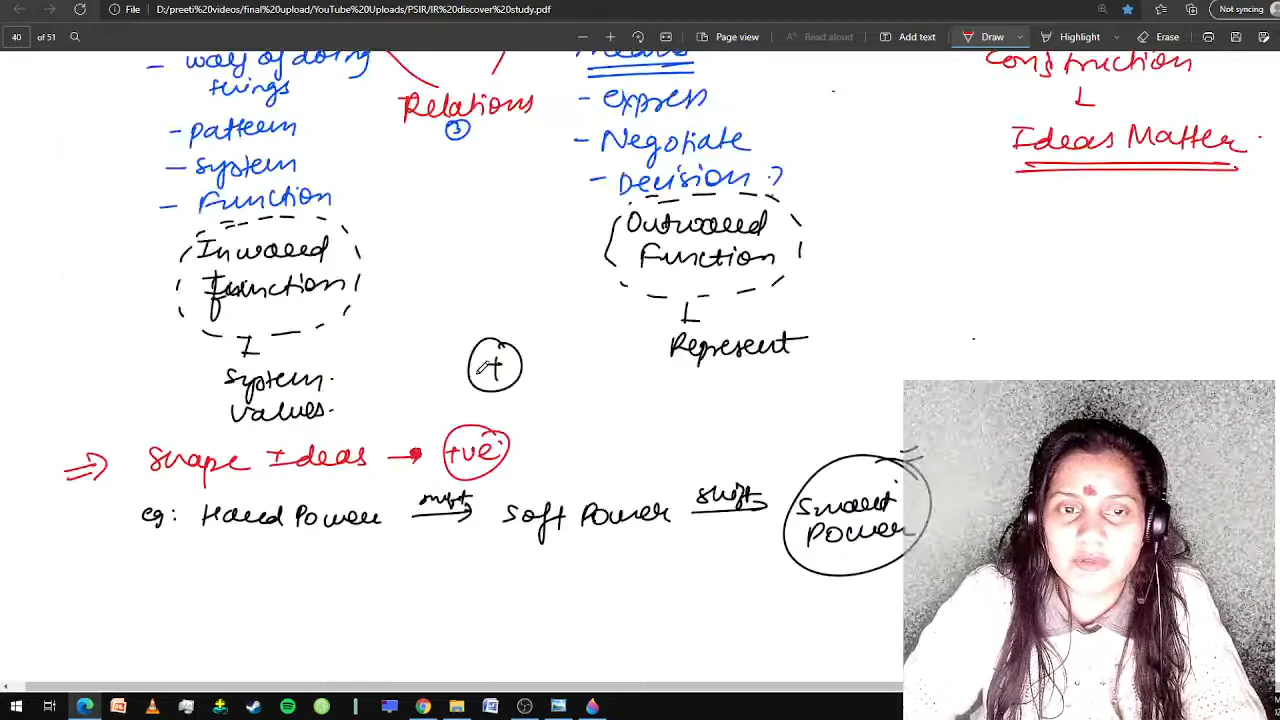 File | D:/preeti%20videos/final%20upload/YouTube%20Uploads/PSIR/IR%20discover%20study.pdf
Not syncing
40 of 51
Page view
Read aloud
Add text
Draw
Highlight
Erase
- way of doing
things
- pattern
- system
- Function
Inward
function
System
values.
Relations
3
Means
- express
- Negotiate
- Decision
Outward
Function
Represent
Construction
Ideas Matter
+
⇒ Shape Ideas → +ve
eg: Hard Power shift Soft Power shift Smart
Power